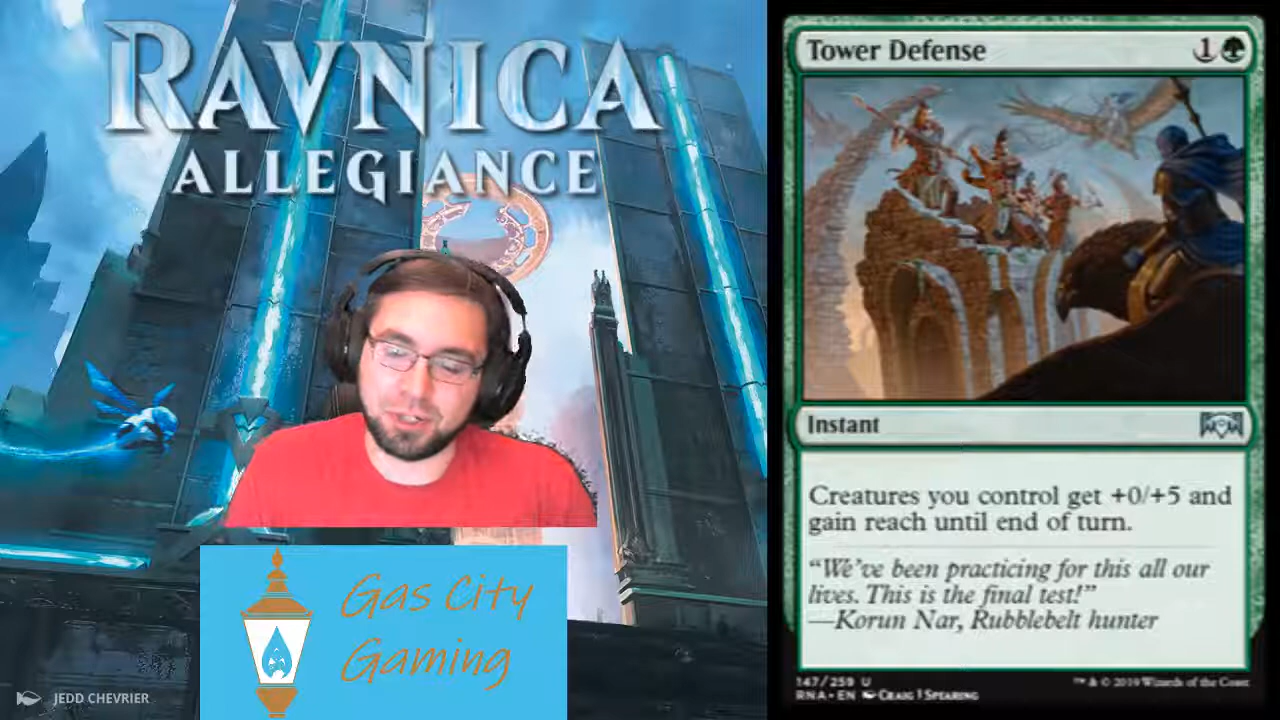 RAVNICA
ALLEGIANCE
Gas City
Gaming
JEDD CHEVRIER
Tower Defense 1
Instant
Creatures you control get +0/+5 and
gain reach until end of turn.
“We’ve been practicing for this all our
lives. This is the final test!”
—Korun Nar, Rubblebelt hunter
147/259 U
RNA • EN Craig J Spearing
™ & © 2019 Wizards of the Coast